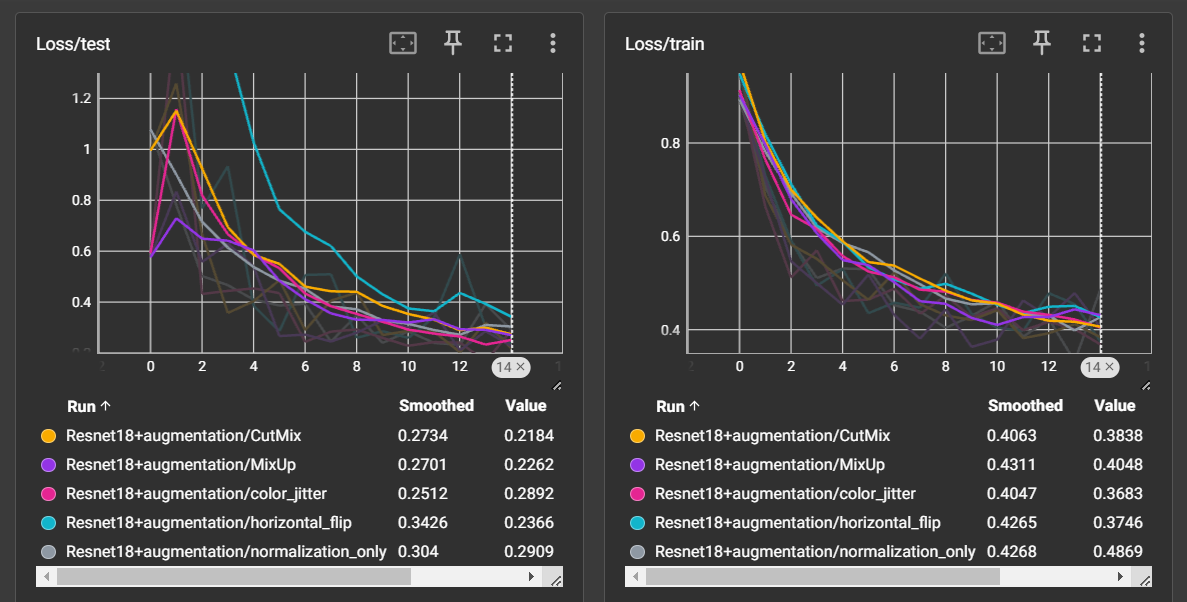 Loss/test
1.2
1
0.8
0.6
0.4
0.2
2 0 2 4 6 8 10 12 14 × 1
Run ↑ Smoothed Value
Resnet18+augmentation/CutMix 0.2734 0.2184
Resnet18+augmentation/MixUp 0.2701 0.2262
Resnet18+augmentation/color_jitter 0.2512 0.2892
Resnet18+augmentation/horizontal_flip 0.3426 0.2366
Resnet18+augmentation/normalization_only 0.304 0.2909
Loss/train
0.8
0.6
0.4
2 0 2 4 6 8 10 12 14 × 1
Run ↑ Smoothed Value
Resnet18+augmentation/CutMix 0.4063 0.3838
Resnet18+augmentation/MixUp 0.4311 0.4048
Resnet18+augmentation/color_jitter 0.4047 0.3683
Resnet18+augmentation/horizontal_flip 0.4265 0.3746
Resnet18+augmentation/normalization_only 0.4268 0.4869